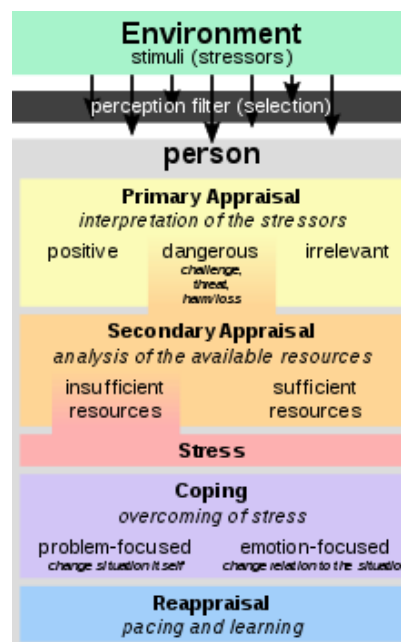 Environment
stimuli (stressors)
perception filter (selection)
person
Primary Appraisal
interpretation of the stressors
positive dangerous irrelevant
challenge,
threat,
harm/loss
Secondary Appraisal
analysis of the available resources
insufficient sufficient
resources resources
Stress
Coping
overcoming of stress
problem-focused emotion-focused
change situation itself change relation to the situation
Reappraisal
pacing and learning